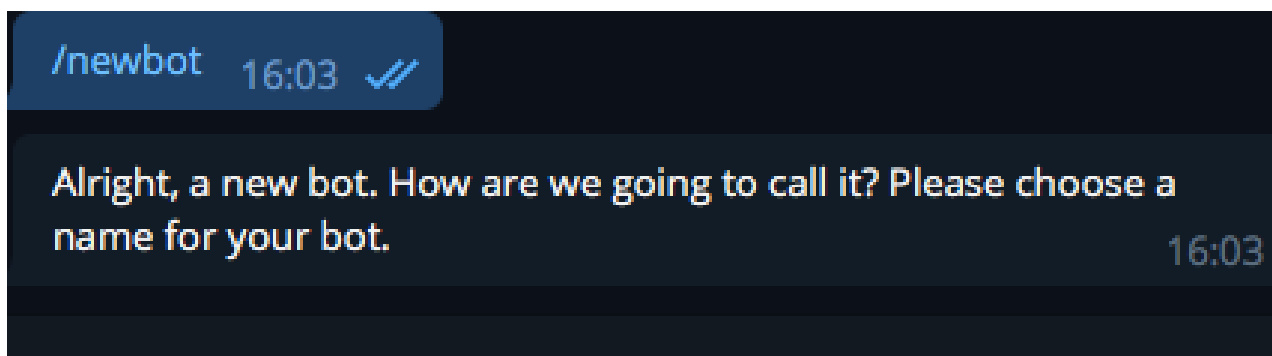 /newbot 16:03
Alright, a new bot. How are we going to call it? Please choose a
name for your bot.
16:03